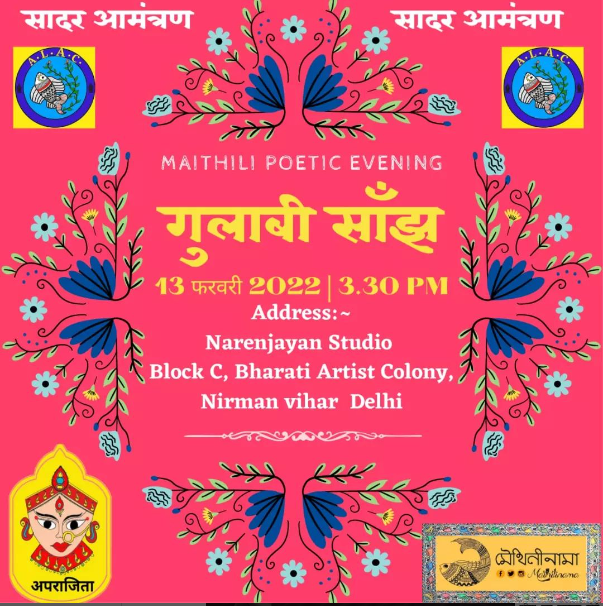 सादर आमंत्रण
सादर आमंत्रण
A.L.A.C.
A.L.A.C.
MAITHILI POETIC EVENING
गुलाबी साँझ
13 फरवरी 2022 | 3.30 PM
Address:~
Narenjayan Studio
Block C, Bharati Artist Colony,
Nirman vihar Delhi
अपराजिता
Maithilinama